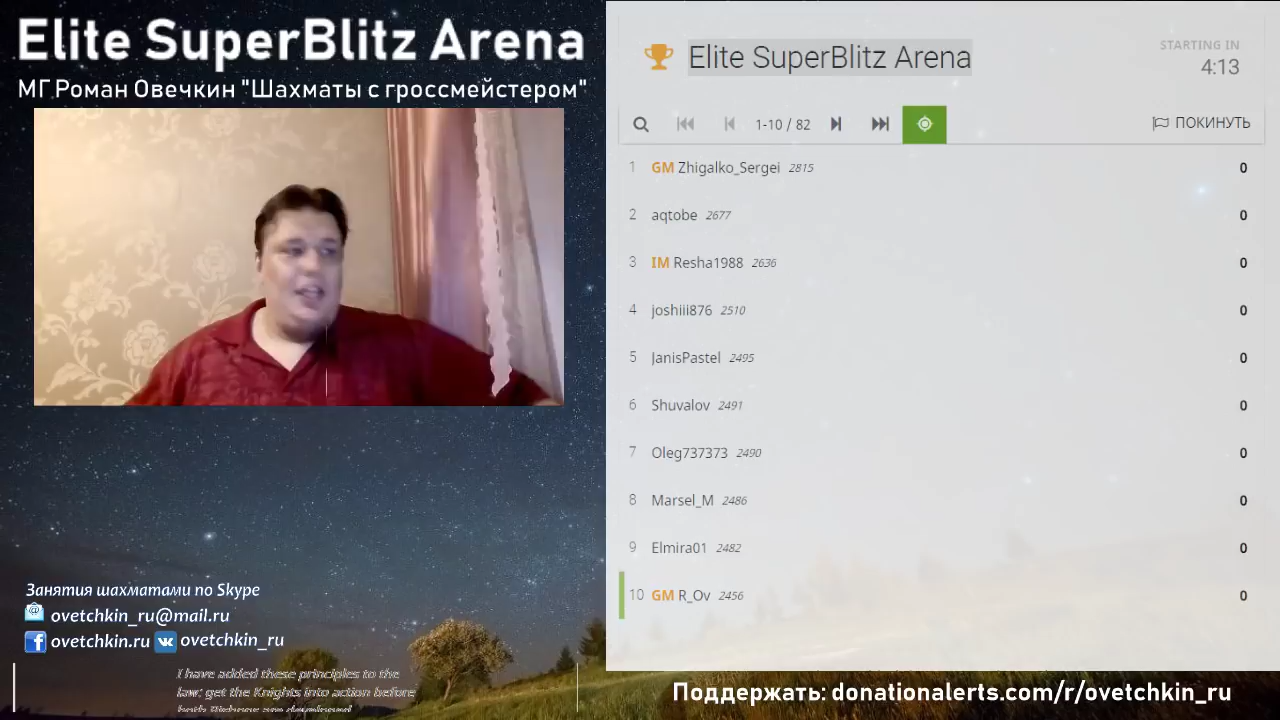 Elite SuperBlitz Arena
МГ Роман Овечкин "Шахматы с гроссмейстером"
Elite SuperBlitz Arena
STARTING IN
4:13
1-10 / 82
ПОКИНУТЬ
1 GM Zhigalko_Sergei 2815 0
2 aqtobe 2677 0
3 IM Resha1988 2636 0
4 joshiii876 2510 0
5 JanisPastel 2495 0
6 Shuvalov 2491 0
7 Oleg737373 2490 0
8 Marsel_M 2486 0
9 Elmira01 2482 0
10 GM R_Ov 2456 0
Занятия шахматами по Skype
ovetchkin_ru@mail.ru
ovetchkin.ru ovetchkin_ru
I have added these principles to the
law: get the Knights into action before
Поддержать: donationalerts.com/r/ovetchkin_ru